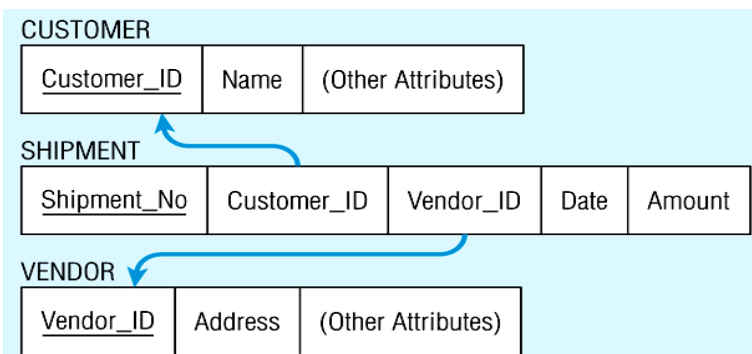 CUSTOMER
Customer_ID Name (Other Attributes)
SHIPMENT
Shipment_No Customer_ID Vendor_ID Date Amount
VENDOR
Vendor_ID Address (Other Attributes)